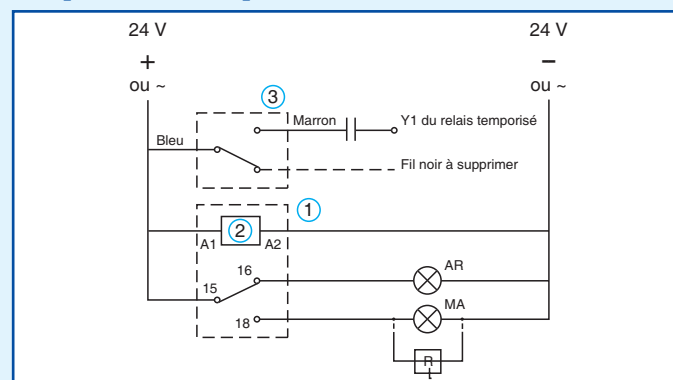 24 V
24 V
+
−
ou ~
ou ~
3
Marron
Y1 du relais temporisé
Bleu
Fil noir à supprimer
1
2
A1
A2
16
AR
15
MA
18
R
t